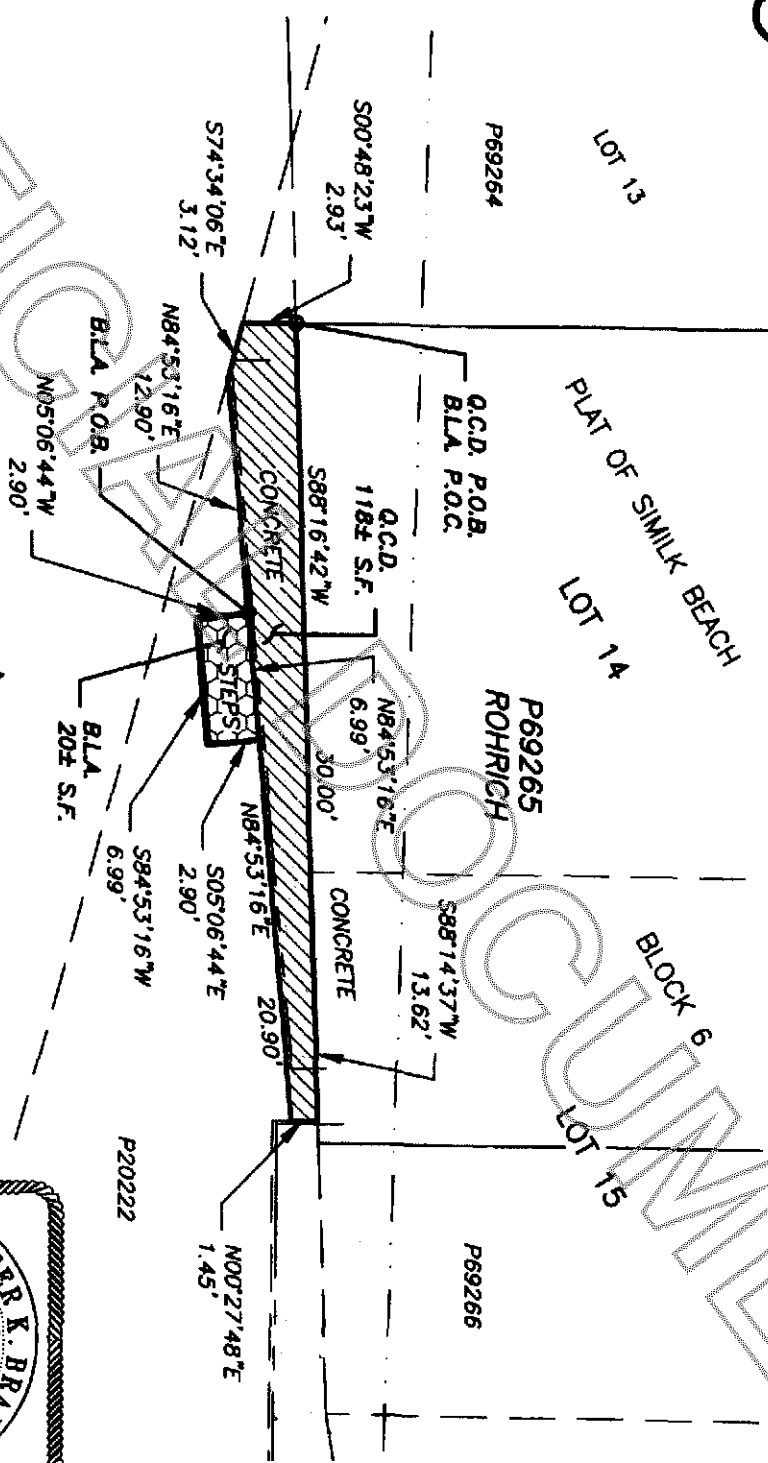 LOT 13
P69264
S00°48'23"W
2.93'
S74°34'06"E
3.12'
Q.C.D. P.O.B.
B.L.A. P.O.C.
PLAT OF SIMILK BEACH
LOT 14
P69265
ROHRICH
N84°53'16"E
12.90'
B.L.A. P.O.B.
N05°06'44"W
2.90'
CONCRETE
S88°16'42"W
30.00'
Q.C.D.
118± S.F.
N84°53'16"E
6.99'
STEPS
B.L.A.
20± S.F.
S84°53'16"W
6.99'
S05°06'44"E
2.90'
N84°53'16"E
20.90'
CONCRETE
S88°14'37"W
13.62'
BLOCK 6
LOT 15
P69266
N00°27'48"E
1.45'
P20222
ER K. BRA
FICIAL DOCUME